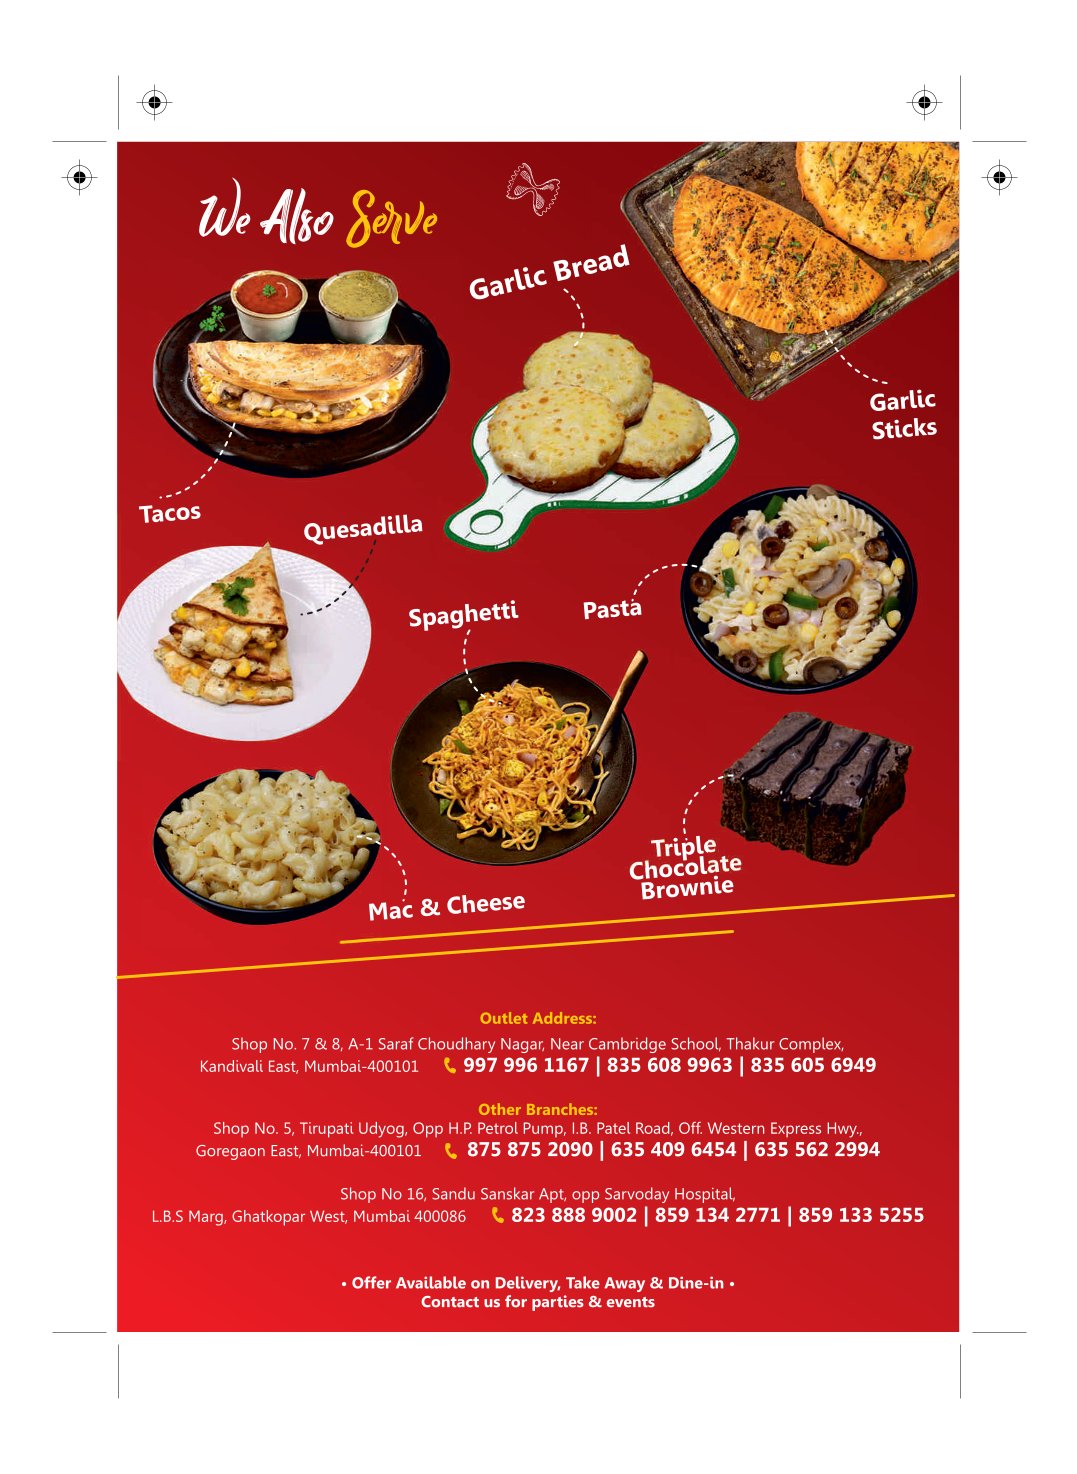 We Also Serve
Garlic Bread
Garlic
Sticks
Tacos
Quesadilla
Spaghetti
Pasta
Triple
Chocolate
Brownie
Mac & Cheese
Outlet Address:
Shop No. 7 & 8, A-1 Saraf Choudhary Nagar, Near Cambridge School, Thakur Complex,
Kandivali East, Mumbai-400101 997 996 1167 | 835 608 9963 | 835 605 6949
Other Branches:
Shop No. 5, Tirupati Udyog, Opp H.P. Petrol Pump, I.B. Patel Road, Off. Western Express Hwy.,
Goregaon East, Mumbai-400101 875 875 2090 | 635 409 6454 | 635 562 2994
Shop No 16, Sandu Sanskar Apt, opp Sarvoday Hospital,
L.B.S Marg, Ghatkopar West, Mumbai 400086 823 888 9002 | 859 134 2771 | 859 133 5255
• Offer Available on Delivery, Take Away & Dine-in •
Contact us for parties & events